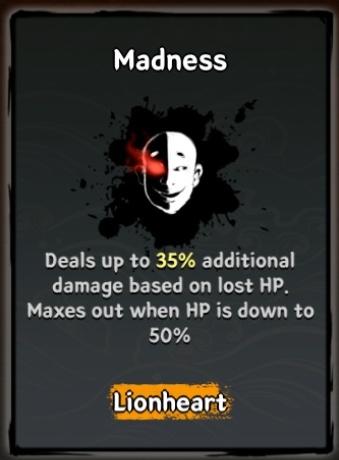 Madness
Deals up to 35% additional
damage based on lost HP.
Maxes out when HP is down to
50%
Lionheart